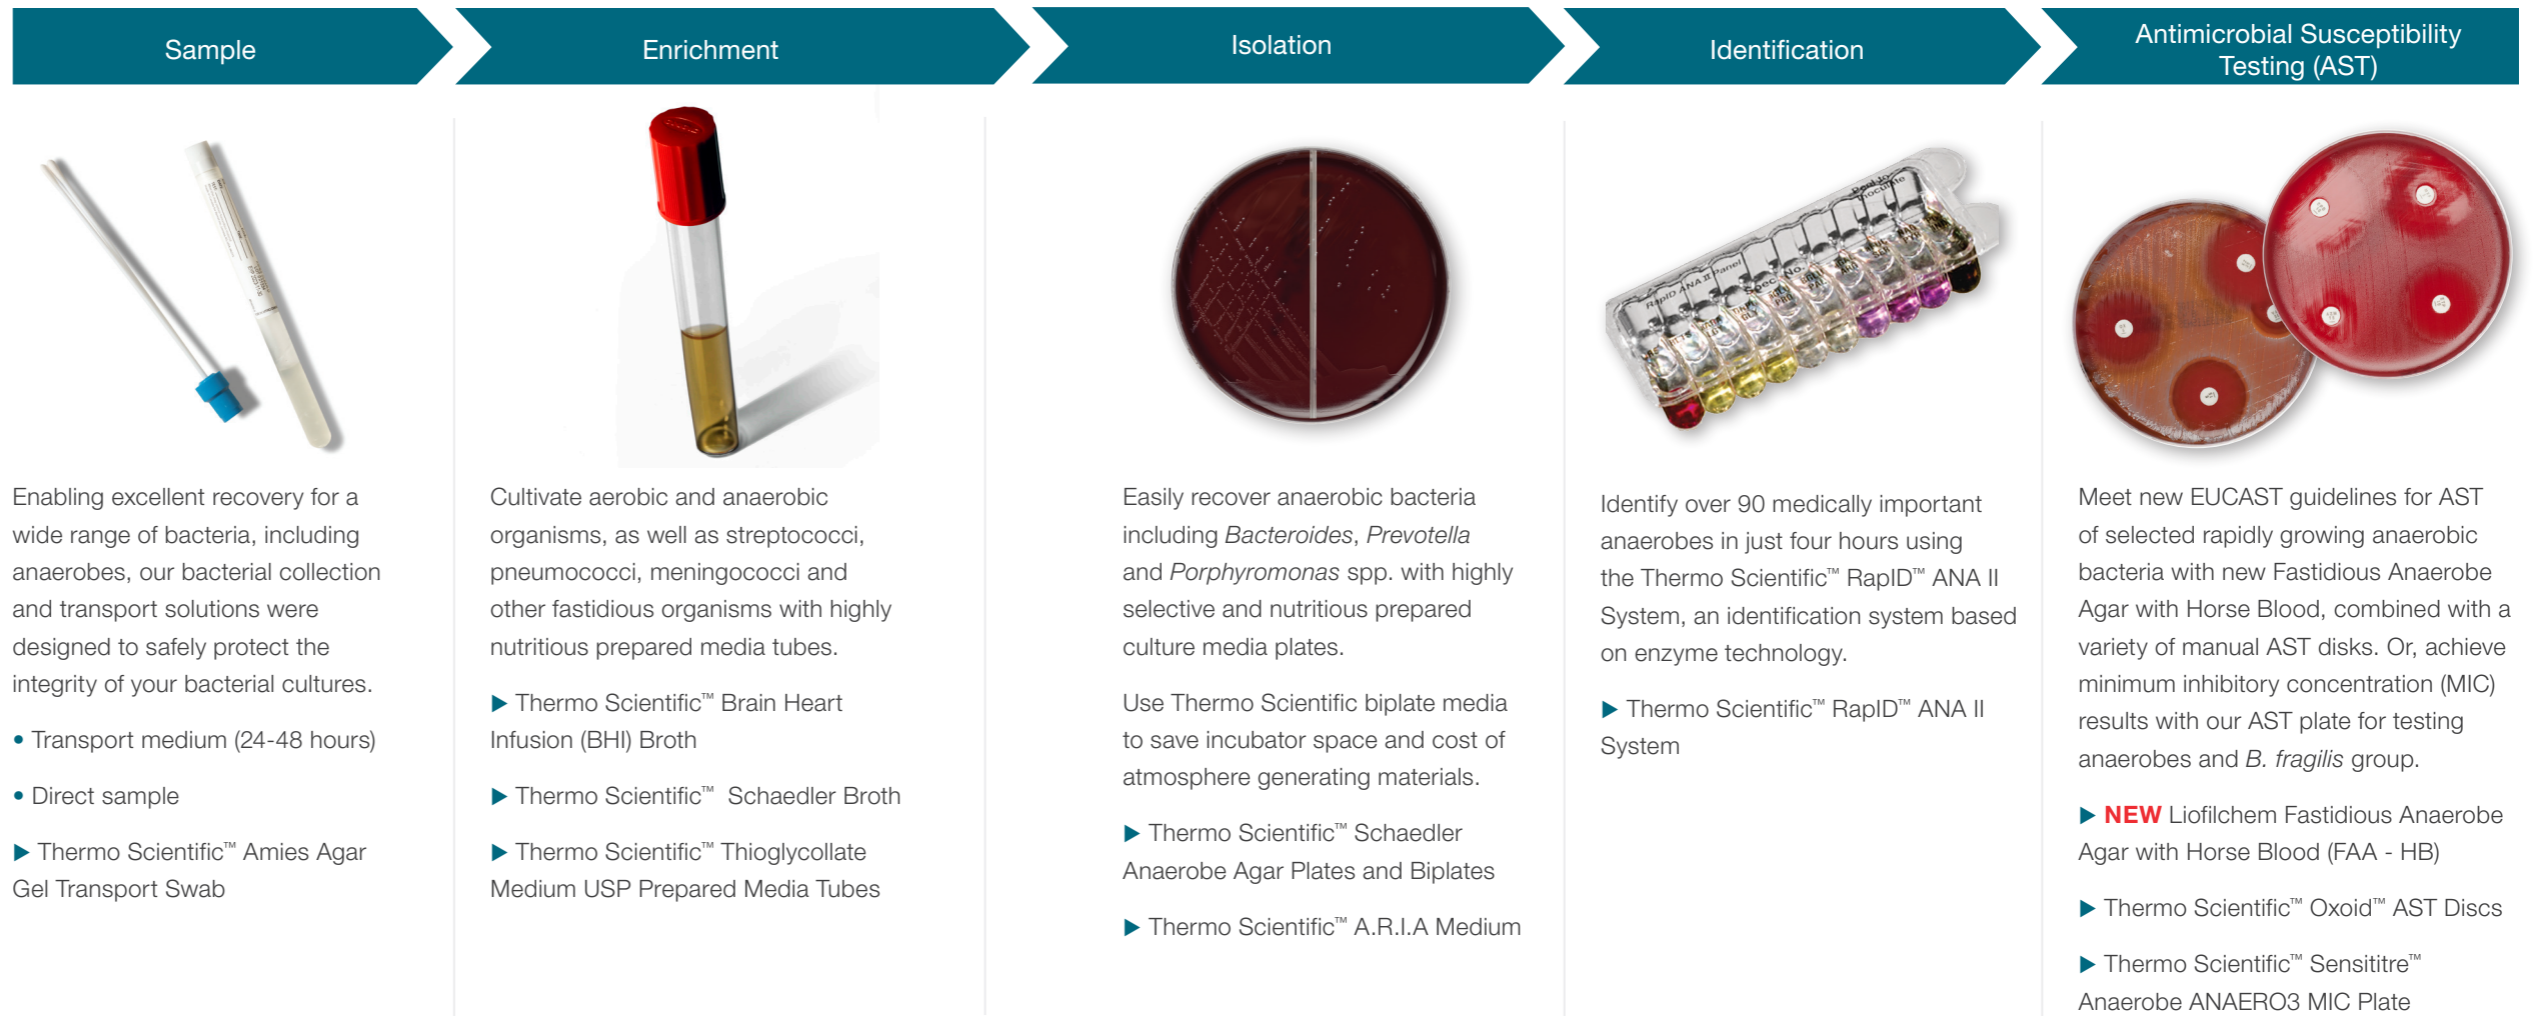 Sample
Enrichment
Isolation
Identification
Antimicrobial Susceptibility
Testing (AST)
Enabling excellent recovery for a
wide range of bacteria, including
anaerobes, our bacterial collection
and transport solutions were
designed to safely protect the
integrity of your bacterial cultures.
• Transport medium (24-48 hours)
• Direct sample
▶ Thermo Scientific™ Amies Agar
Gel Transport Swab
Cultivate aerobic and anaerobic
organisms, as well as streptococci,
pneumococci, meningococci and
other fastidious organisms with highly
nutritious prepared media tubes.
▶ Thermo Scientific™ Brain Heart
Infusion (BHI) Broth
▶ Thermo Scientific™ Schaedler Broth
▶ Thermo Scientific™ Thioglycollate
Medium USP Prepared Media Tubes
Easily recover anaerobic bacteria
including Bacteroides, Prevotella
and Porphyromonas spp. with highly
selective and nutritious prepared
culture media plates.
Use Thermo Scientific biplate media
to save incubator space and cost of
atmosphere generating materials.
▶ Thermo Scientific™ Schaedler
Anaerobe Agar Plates and Biplates
▶ Thermo Scientific™ A.R.I.A Medium
RapID ANA II Panel
Spec. No.
Peel to
Inoculate
Identify over 90 medically important
anaerobes in just four hours using
the Thermo Scientific™ RapID™ ANA II
System, an identification system based
on enzyme technology.
▶ Thermo Scientific™ RapID™ ANA II
System
Meet new EUCAST guidelines for AST
of selected rapidly growing anaerobic
bacteria with new Fastidious Anaerobe
Agar with Horse Blood, combined with a
variety of manual AST disks. Or, achieve
minimum inhibitory concentration (MIC)
results with our AST plate for testing
anaerobes and B. fragilis group.
▶ NEW Liofilchem Fastidious Anaerobe
Agar with Horse Blood (FAA - HB)
▶ Thermo Scientific™ Oxoid™ AST Discs
▶ Thermo Scientific™ Sensititre™
Anaerobe ANAERO3 MIC Plate